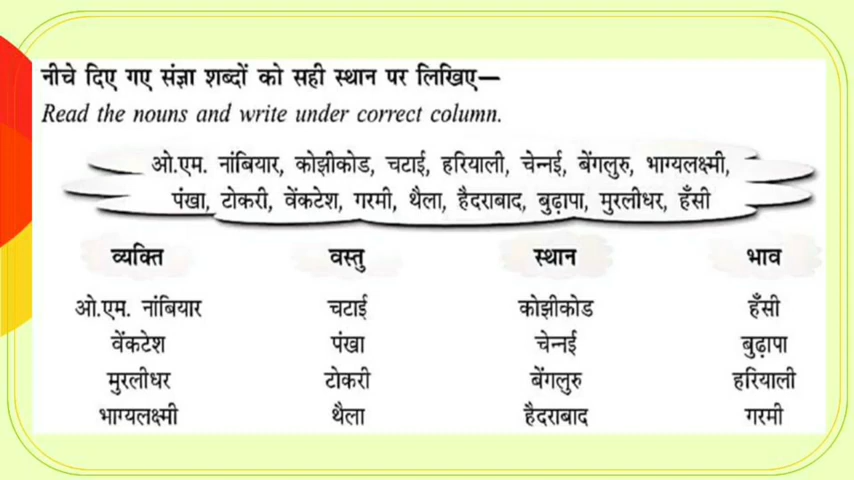 नीचे दिए गए संज्ञा शब्दों को सही स्थान पर लिखिए—
Read the nouns and write under correct column.
ओ.एम. नांबियार, कोझीकोड, चटाई, हरियाली, चेन्नई, बेंगलुरु, भाग्यलक्ष्मी,
पंखा, टोकरी, वेंकटेश, गरमी, थैला, हैदराबाद, बुढ़ापा, मुरलीधर, हँसी
व्यक्ति वस्तु स्थान भाव
ओ.एम. नांबियार चटाई कोझीकोड हँसी
वेंकटेश पंखा चेन्नई बुढ़ापा
मुरलीधर टोकरी बेंगलुरु हरियाली
भाग्यलक्ष्मी थैला हैदराबाद गरमी